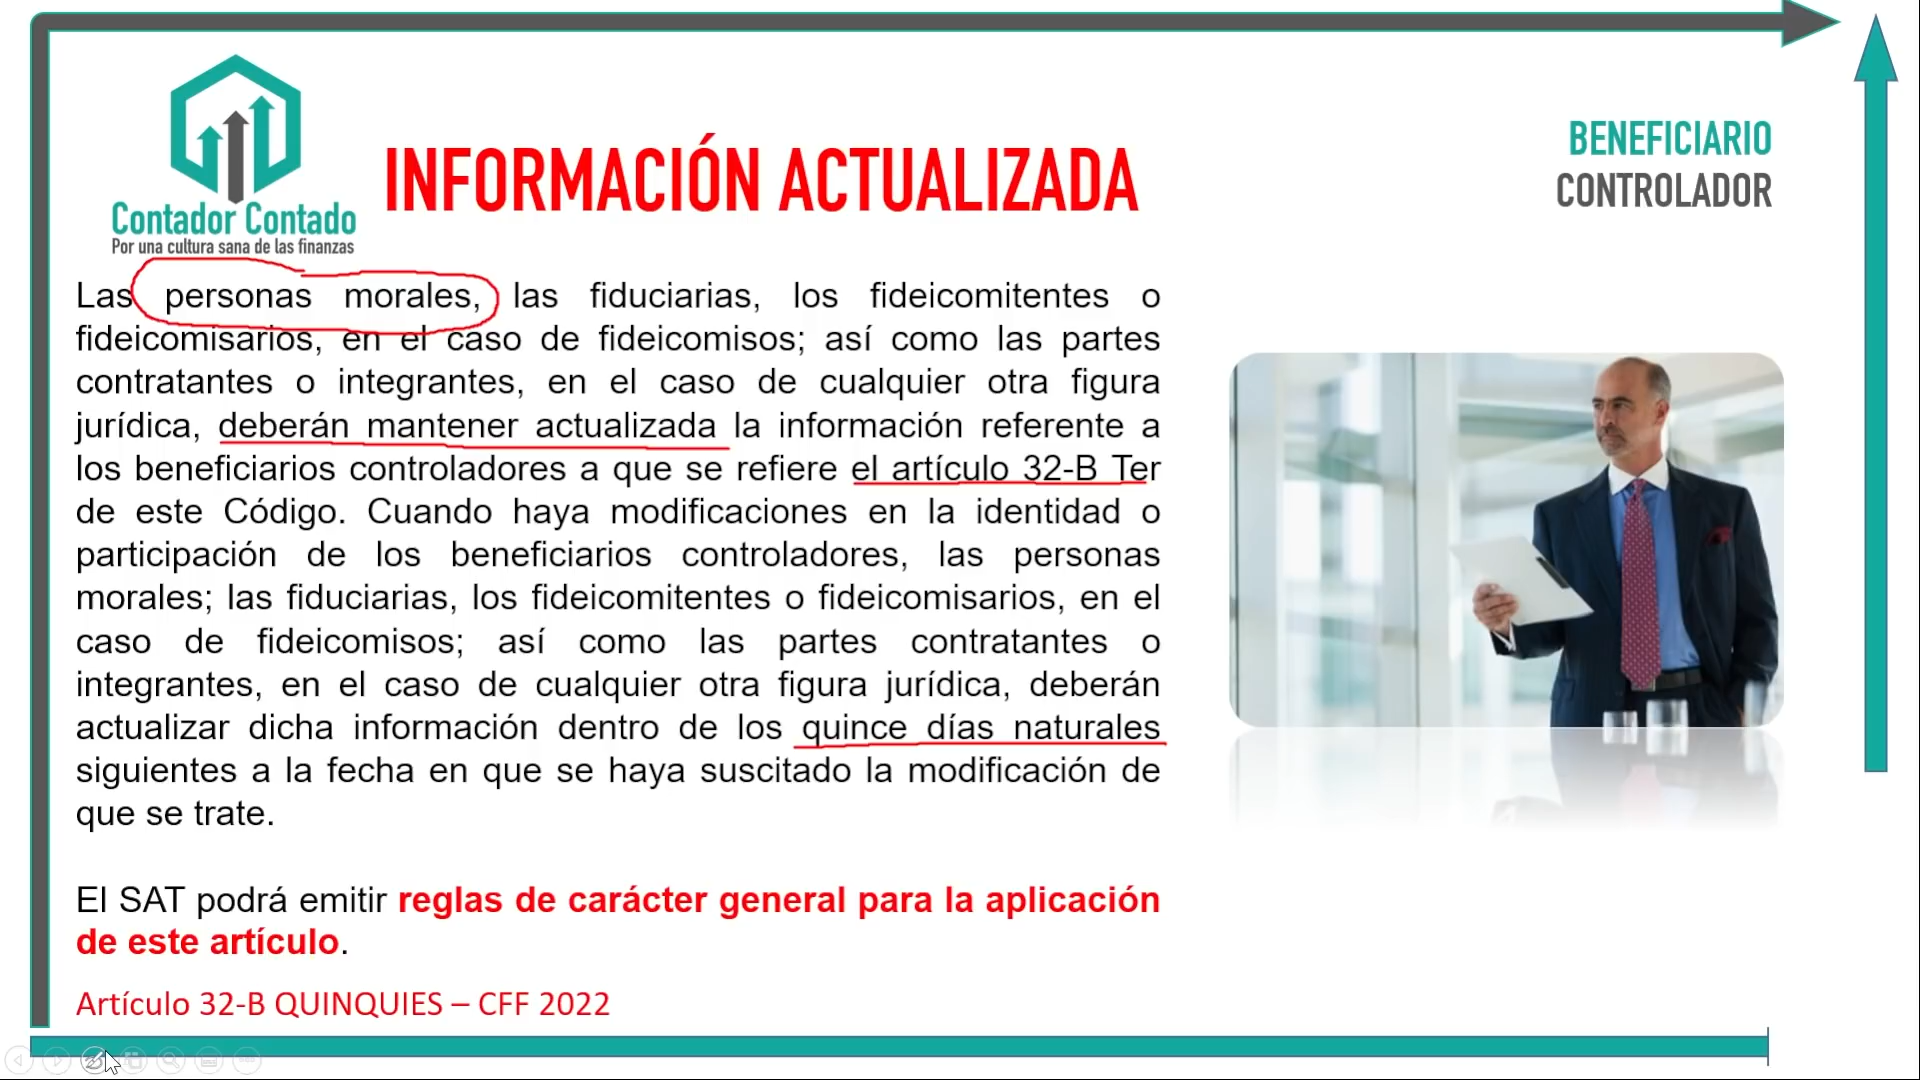 Contador Contado
Por una cultura sana de las finanzas
INFORMACIÓN ACTUALIZADA
BENEFICIARIO
CONTROLADOR
Las personas morales, las fiduciarias, los fideicomitentes o
fideicomisarios, en el caso de fideicomisos; así como las partes
contratantes o integrantes, en el caso de cualquier otra figura
jurídica, deberán mantener actualizada la información referente a
los beneficiarios controladores a que se refiere el artículo 32-B Ter
de este Código. Cuando haya modificaciones en la identidad o
participación de los beneficiarios controladores, las personas
morales; las fiduciarias, los fideicomitentes o fideicomisarios, en el
caso de fideicomisos; así como las partes contratantes o
integrantes, en el caso de cualquier otra figura jurídica, deberán
actualizar dicha información dentro de los quince días naturales
siguientes a la fecha en que se haya suscitado la modificación de
que se trate.
El SAT podrá emitir reglas de carácter general para la aplicación
de este artículo.
Artículo 32-B QUINQUIES – CFF 2022